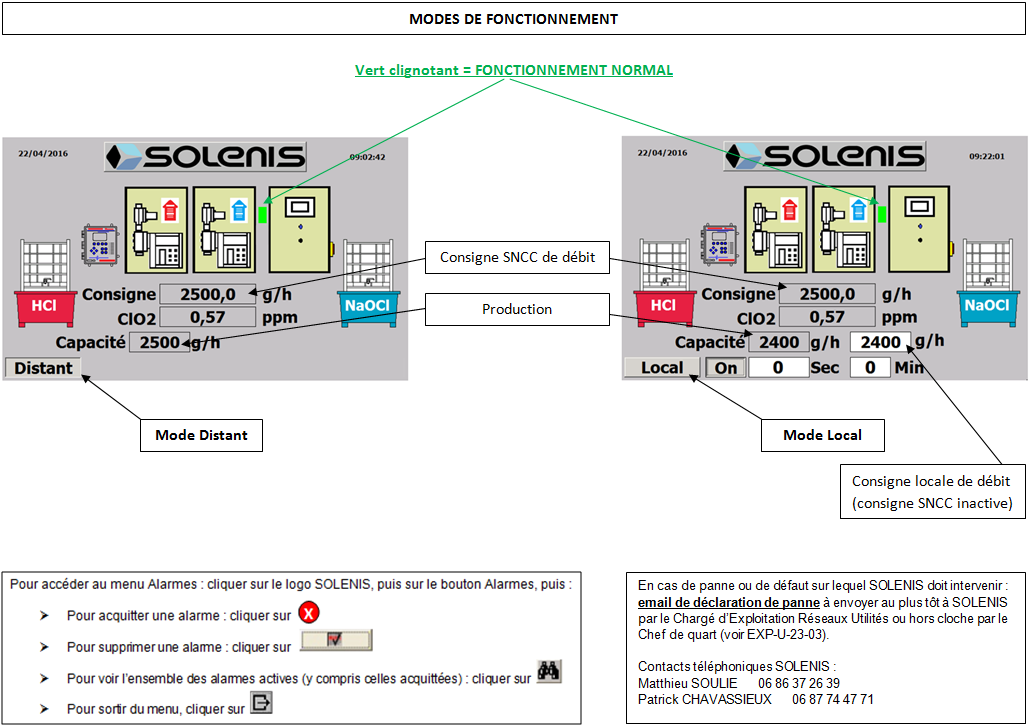 MODES DE FONCTIONNEMENT
Vert clignotant = FONCTIONNEMENT NORMAL
22/04/2016
SOLENIS
09:02:42
HCl
NaOCl
Consigne 2500,0 g/h
ClO2 0,57 ppm
Capacité 2500 g/h
Distant
Consigne SNCC de débit
Production
22/04/2016
SOLENIS
09:22:01
HCl
NaOCl
Consigne 2500,0 g/h
ClO2 0,57 ppm
Capacité 2400 g/h 2400 g/h
Local On 0 Sec 0 Min
Mode Distant
Mode Local
Consigne locale de débit
(consigne SNCC inactive)
Pour accéder au menu Alarmes : cliquer sur le logo SOLENIS, puis sur le bouton Alarmes, puis :
➤ Pour acquitter une alarme : cliquer sur X
➤ Pour supprimer une alarme : cliquer sur
➤ Pour voir l'ensemble des alarmes actives (y compris celles acquittées) : cliquer sur
➤ Pour sortir du menu, cliquer sur
En cas de panne ou de défaut sur lequel SOLENIS doit intervenir :
email de déclaration de panne à envoyer au plus tôt à SOLENIS
par le Chargé d'Exploitation Réseaux Utilités ou hors cloche par le
Chef de quart (voir EXP-U-23-03).
Contacts téléphoniques SOLENIS :
Matthieu SOULIE 06 86 37 26 39
Patrick CHAVASSIEUX 06 87 74 47 71